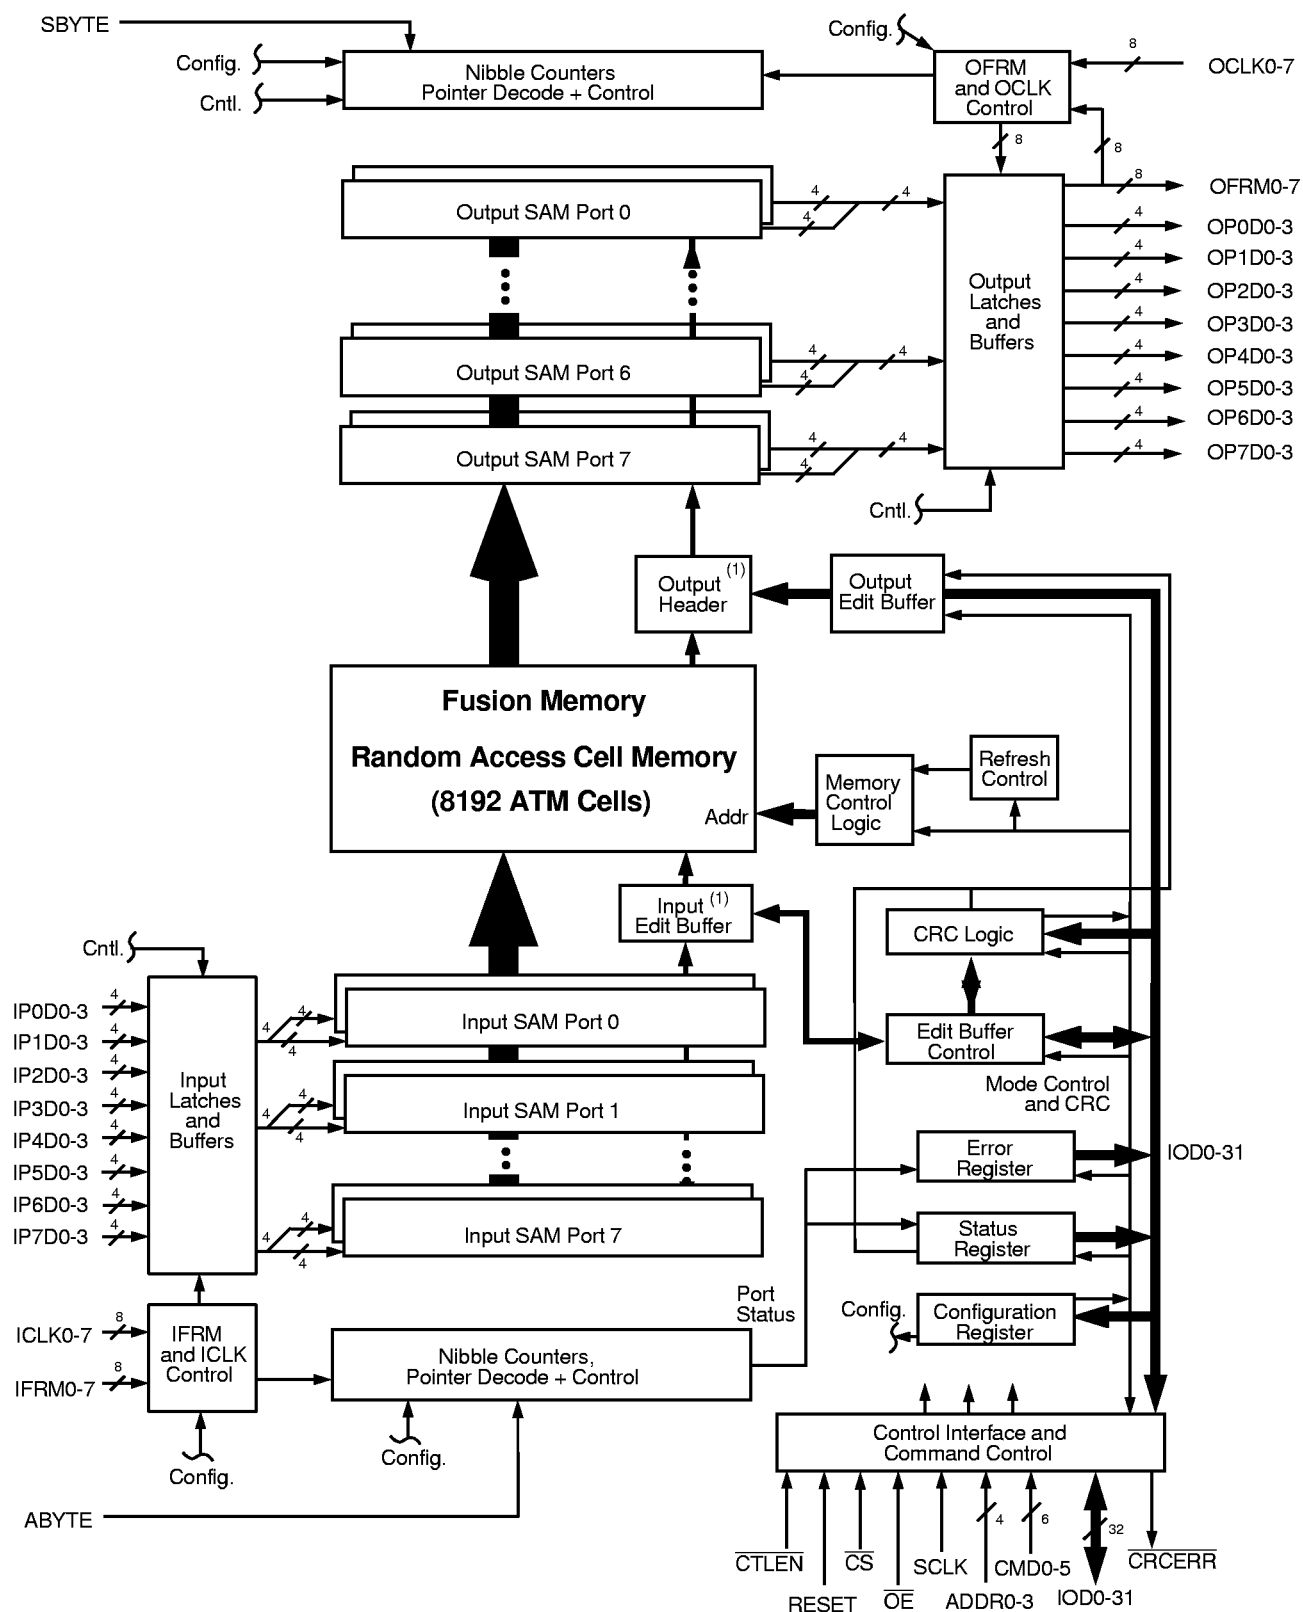 SBYTE
Config.
Cntl.
Nibble Counters
Pointer Decode + Control
Config.
OFRM
and OCLK
Control
8
OCLK0-7
8
8
8
OFRM0-7
Output SAM Port 0
4
4
4
4
OP0D0-3
4
OP1D0-3
4
OP2D0-3
4
OP3D0-3
4
OP4D0-3
4
OP5D0-3
4
OP6D0-3
4
OP7D0-3
Output
Latches
and
Buffers
Output SAM Port 6
4
4
4
Output SAM Port 7
4
4
4
Cntl.
Output (1)
Header
Output
Edit Buffer
Fusion Memory
Random Access Cell Memory
(8192 ATM Cells)
Addr
Memory
Control
Logic
Refresh
Control
Input (1)
Edit Buffer
CRC Logic
Edit Buffer
Control
Mode Control
and CRC
Cntl.
IP0D0-3
4
IP1D0-3
4
IP2D0-3
4
IP3D0-3
4
IP4D0-3
4
IP5D0-3
4
IP6D0-3
4
IP7D0-3
4
Input
Latches
and
Buffers
4
4
4
Input SAM Port 0
4
4
4
Input SAM Port 1
4
4
4
Input SAM Port 7
Error
Register
IOD0-31
Status
Register
Port
Status
Config.
Configuration
Register
ICLK0-7
8
IFRM0-7
8
IFRM
and ICLK
Control
Nibble Counters,
Pointer Decode + Control
Config.
Config.
ABYTE
Control Interface and
Command Control
4
6
32
CTLEN
RESET
CS
OE
SCLK
ADDR0-3
CMD0-5
IOD0-31
CRCERR